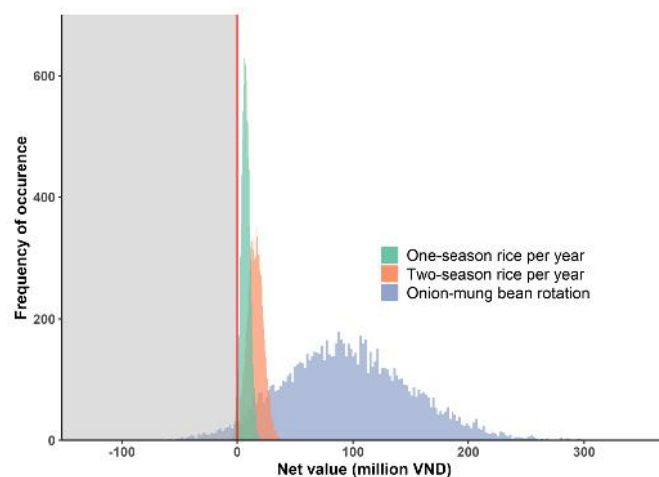 Frequency of occurence
600
400
200
0
One-season rice per year
Two-season rice per year
Onion-mung bean rotation
-100 0 100 200 300
Net value (million VND)